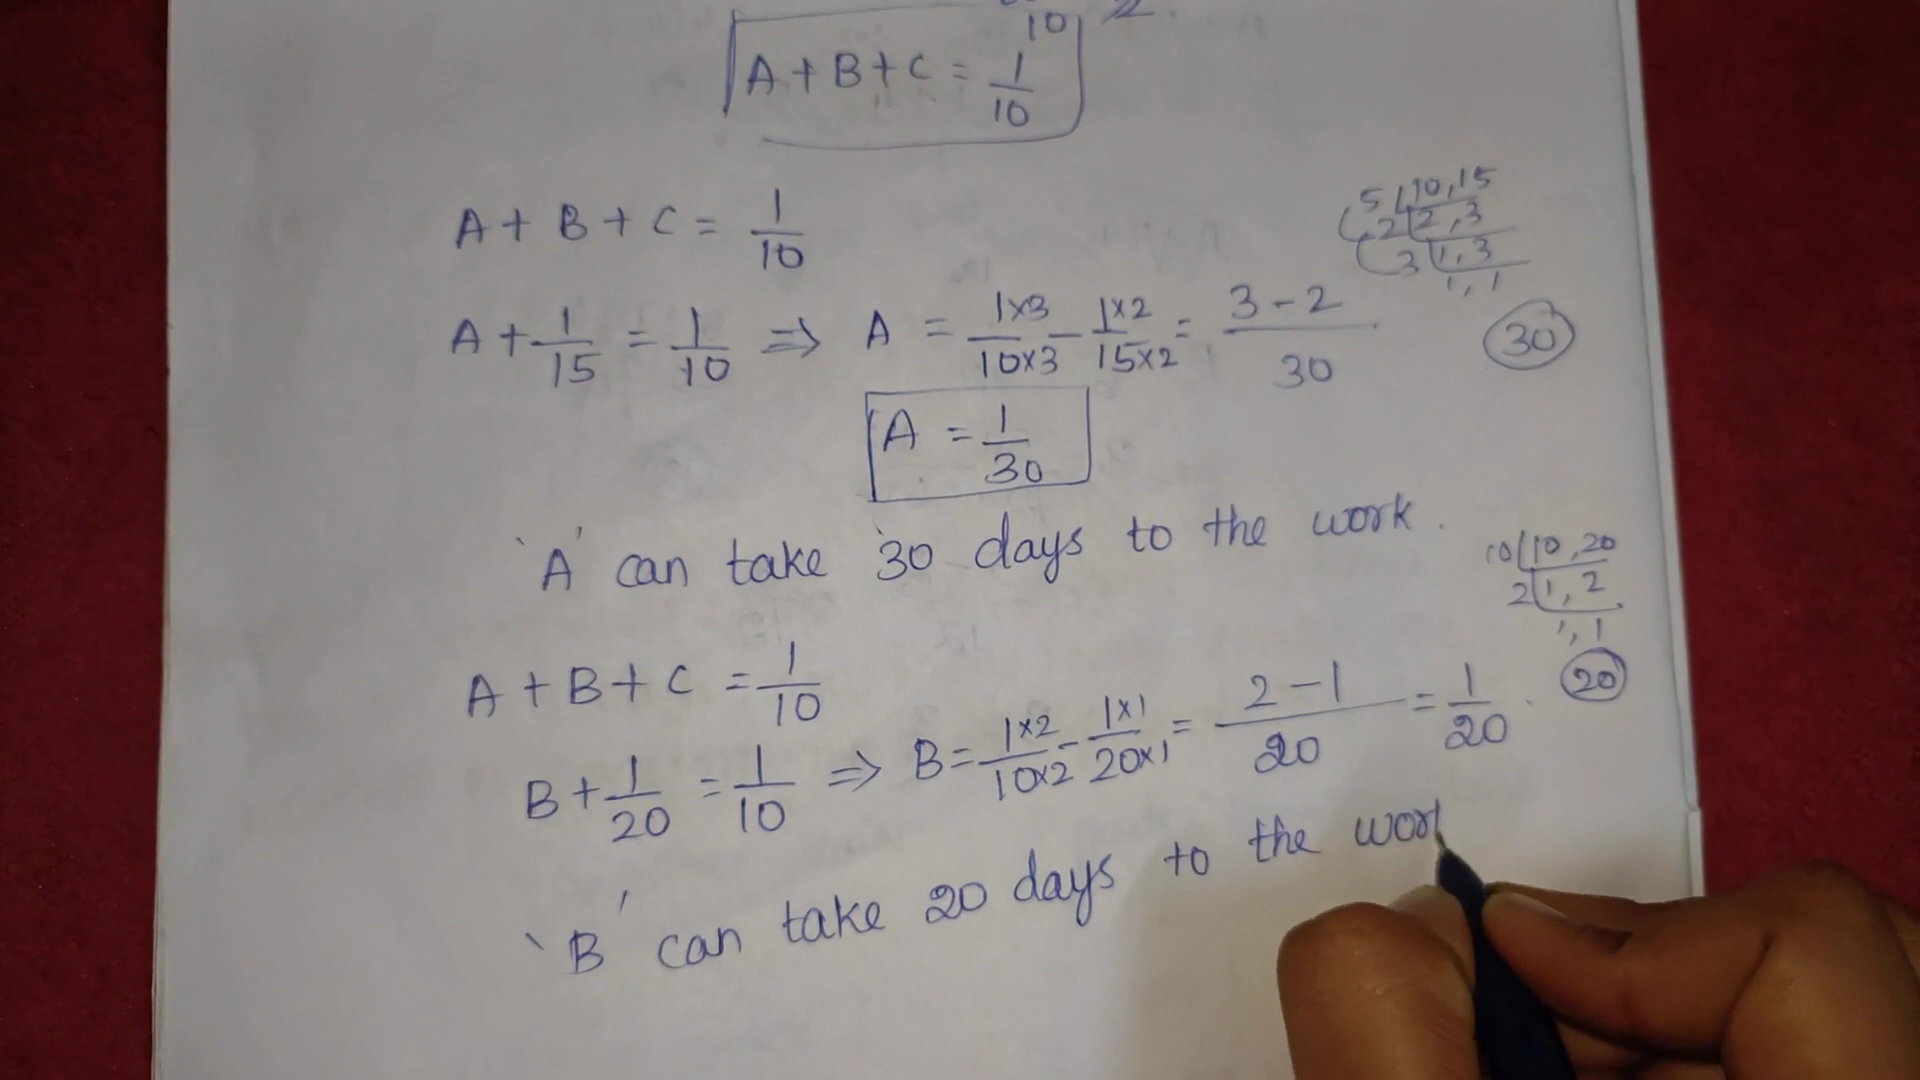 10
A + B + C = 1/10
A + B + C = 1/10
5 | 10, 15
2 | 2, 3
3 | 1, 3
1, 1
30
A + 1/15 = 1/10 ⇒ A = 1×3/10×3 - 1×2/15×2 = 3 - 2/30
A = 1/30
'A' can take 30 days to the work.
10 | 10, 20
2 | 1, 2
1, 1
20
A + B + C = 1/10
B + 1/20 = 1/10 ⇒ B = 1×2/10×2 - 1×1/20×1 = 2 - 1/20 = 1/20.
'B' can take 20 days to the work